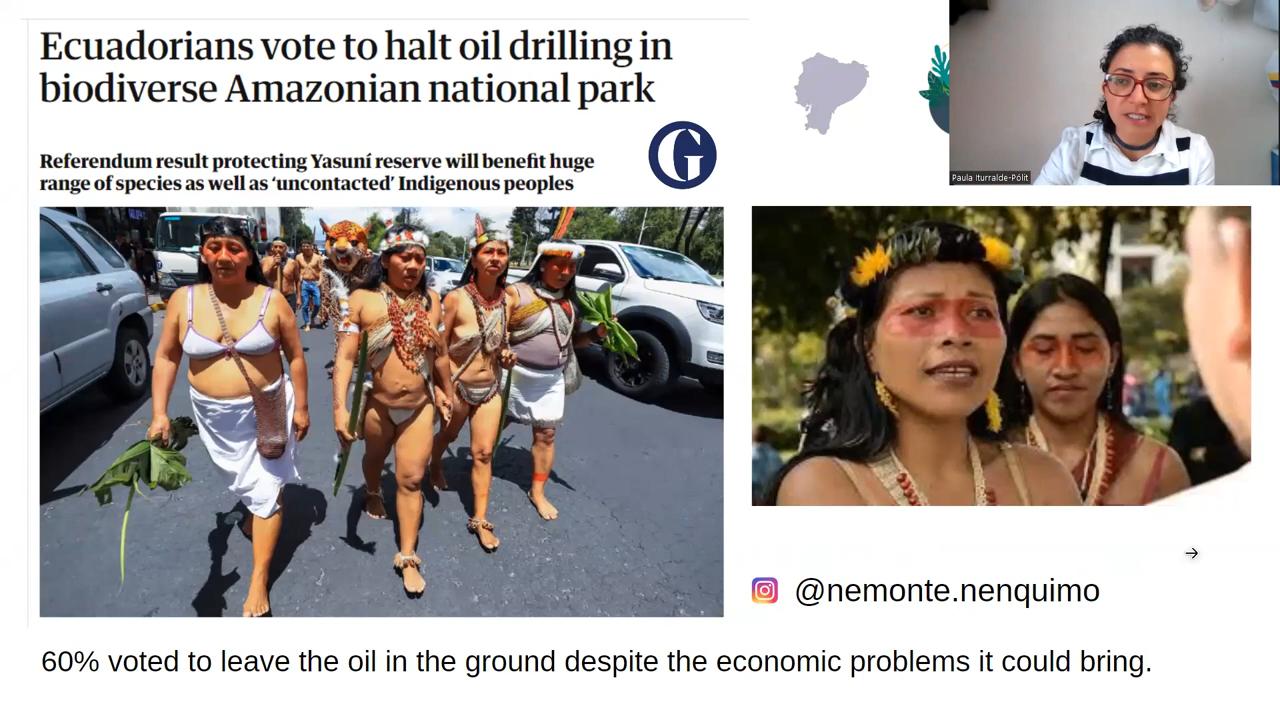 Ecuadorians vote to halt oil drilling in
biodiverse Amazonian national park
Referendum result protecting Yasuní reserve will benefit huge
range of species as well as ‘uncontacted’ Indigenous peoples
G
Paula Iturralde-Pólit
@nemonte.nenquimo
60% voted to leave the oil in the ground despite the economic problems it could bring.